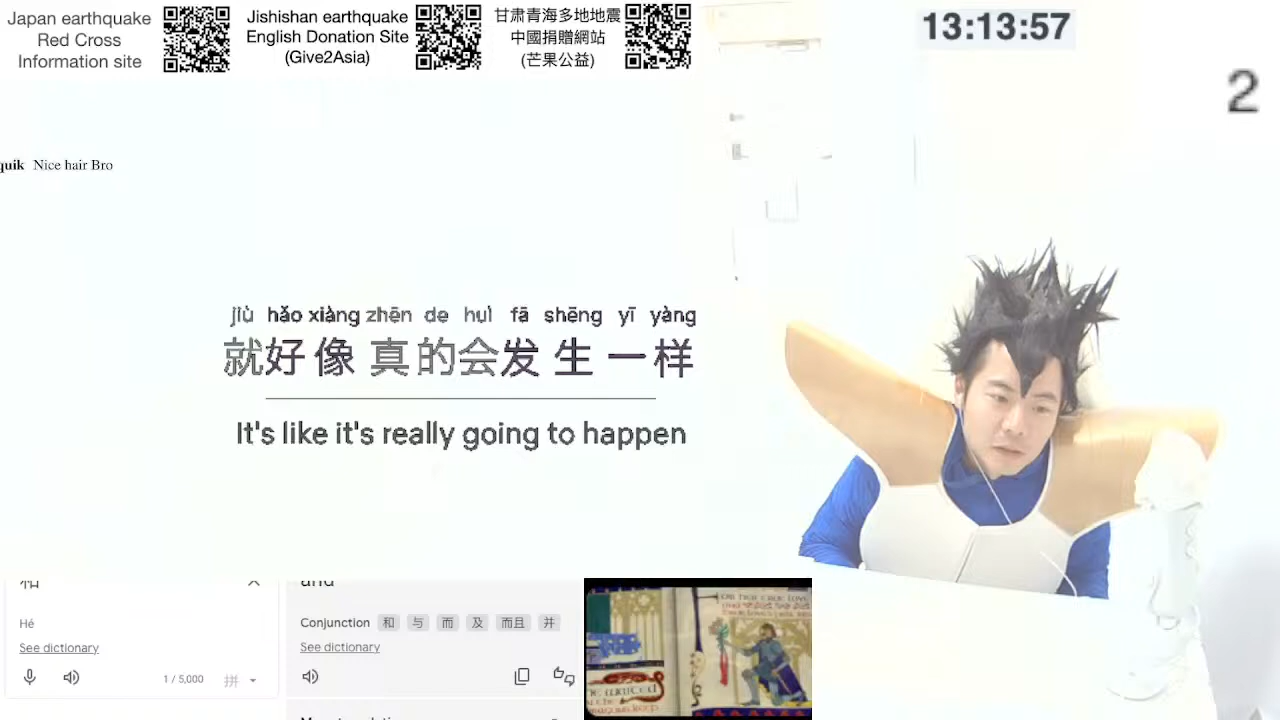 Japan earthquake
Red Cross
Information site
Jishishan earthquake
English Donation Site
(Give2Asia)
甘肃青海多地地震
中國捐贈網站
(芒果公益)
13:13:57
2
quik Nice hair Bro
jiù hǎo xiàng zhēn de huì fā shēng yī yàng
就好像真的会发生一样
It's like it's really going to happen
and
Hé
See dictionary
1 / 5,000
拼
Conjunction 和 与 而 及 而且 并
See dictionary